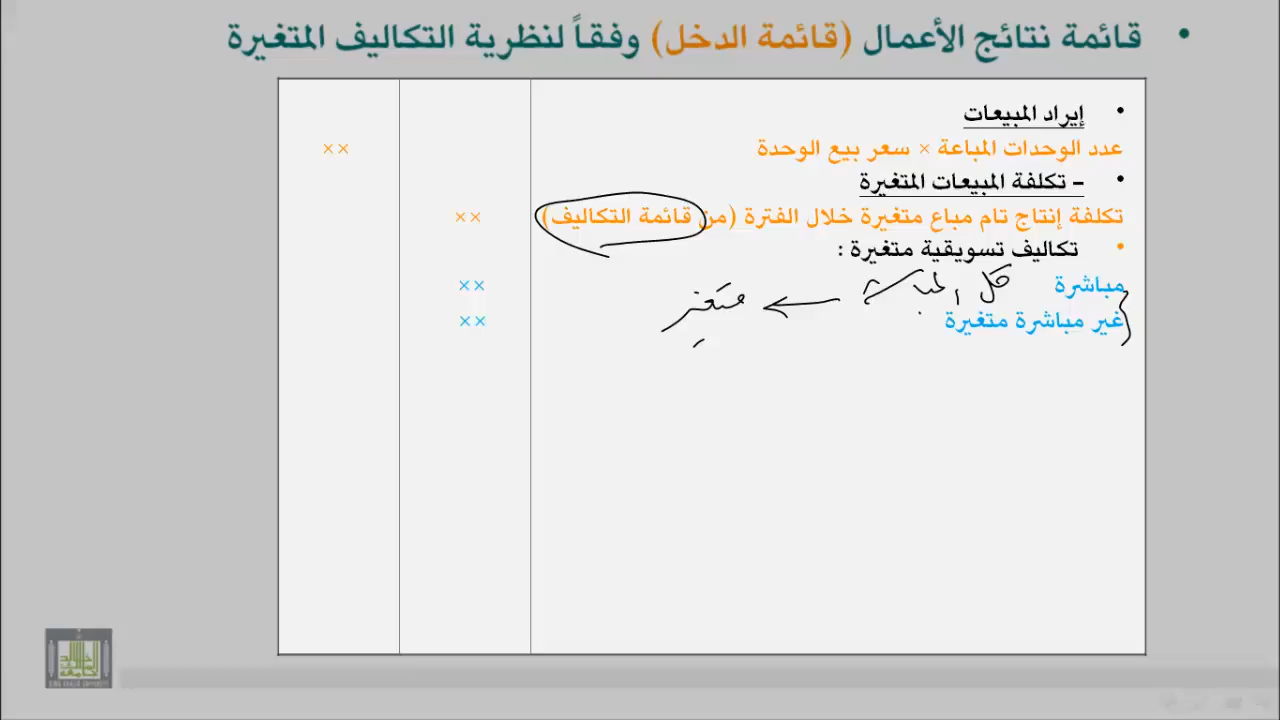 • قائمة نتائج الأعمال (قائمة الدخل) وفقاً لنظرية التكاليف المتغيرة
• إيراد المبيعات
عدد الوحدات المباعة × سعر بيع الوحدة ××
• – تكلفة المبيعات المتغيرة
تكلفة إنتاج تام مباع متغيرة خلال الفترة (من قائمة التكاليف) ××
• تكاليف تسويقية متغيرة :
مباشرة ××
كل المباشرة ← متغير
غير مباشرة متغيرة ××